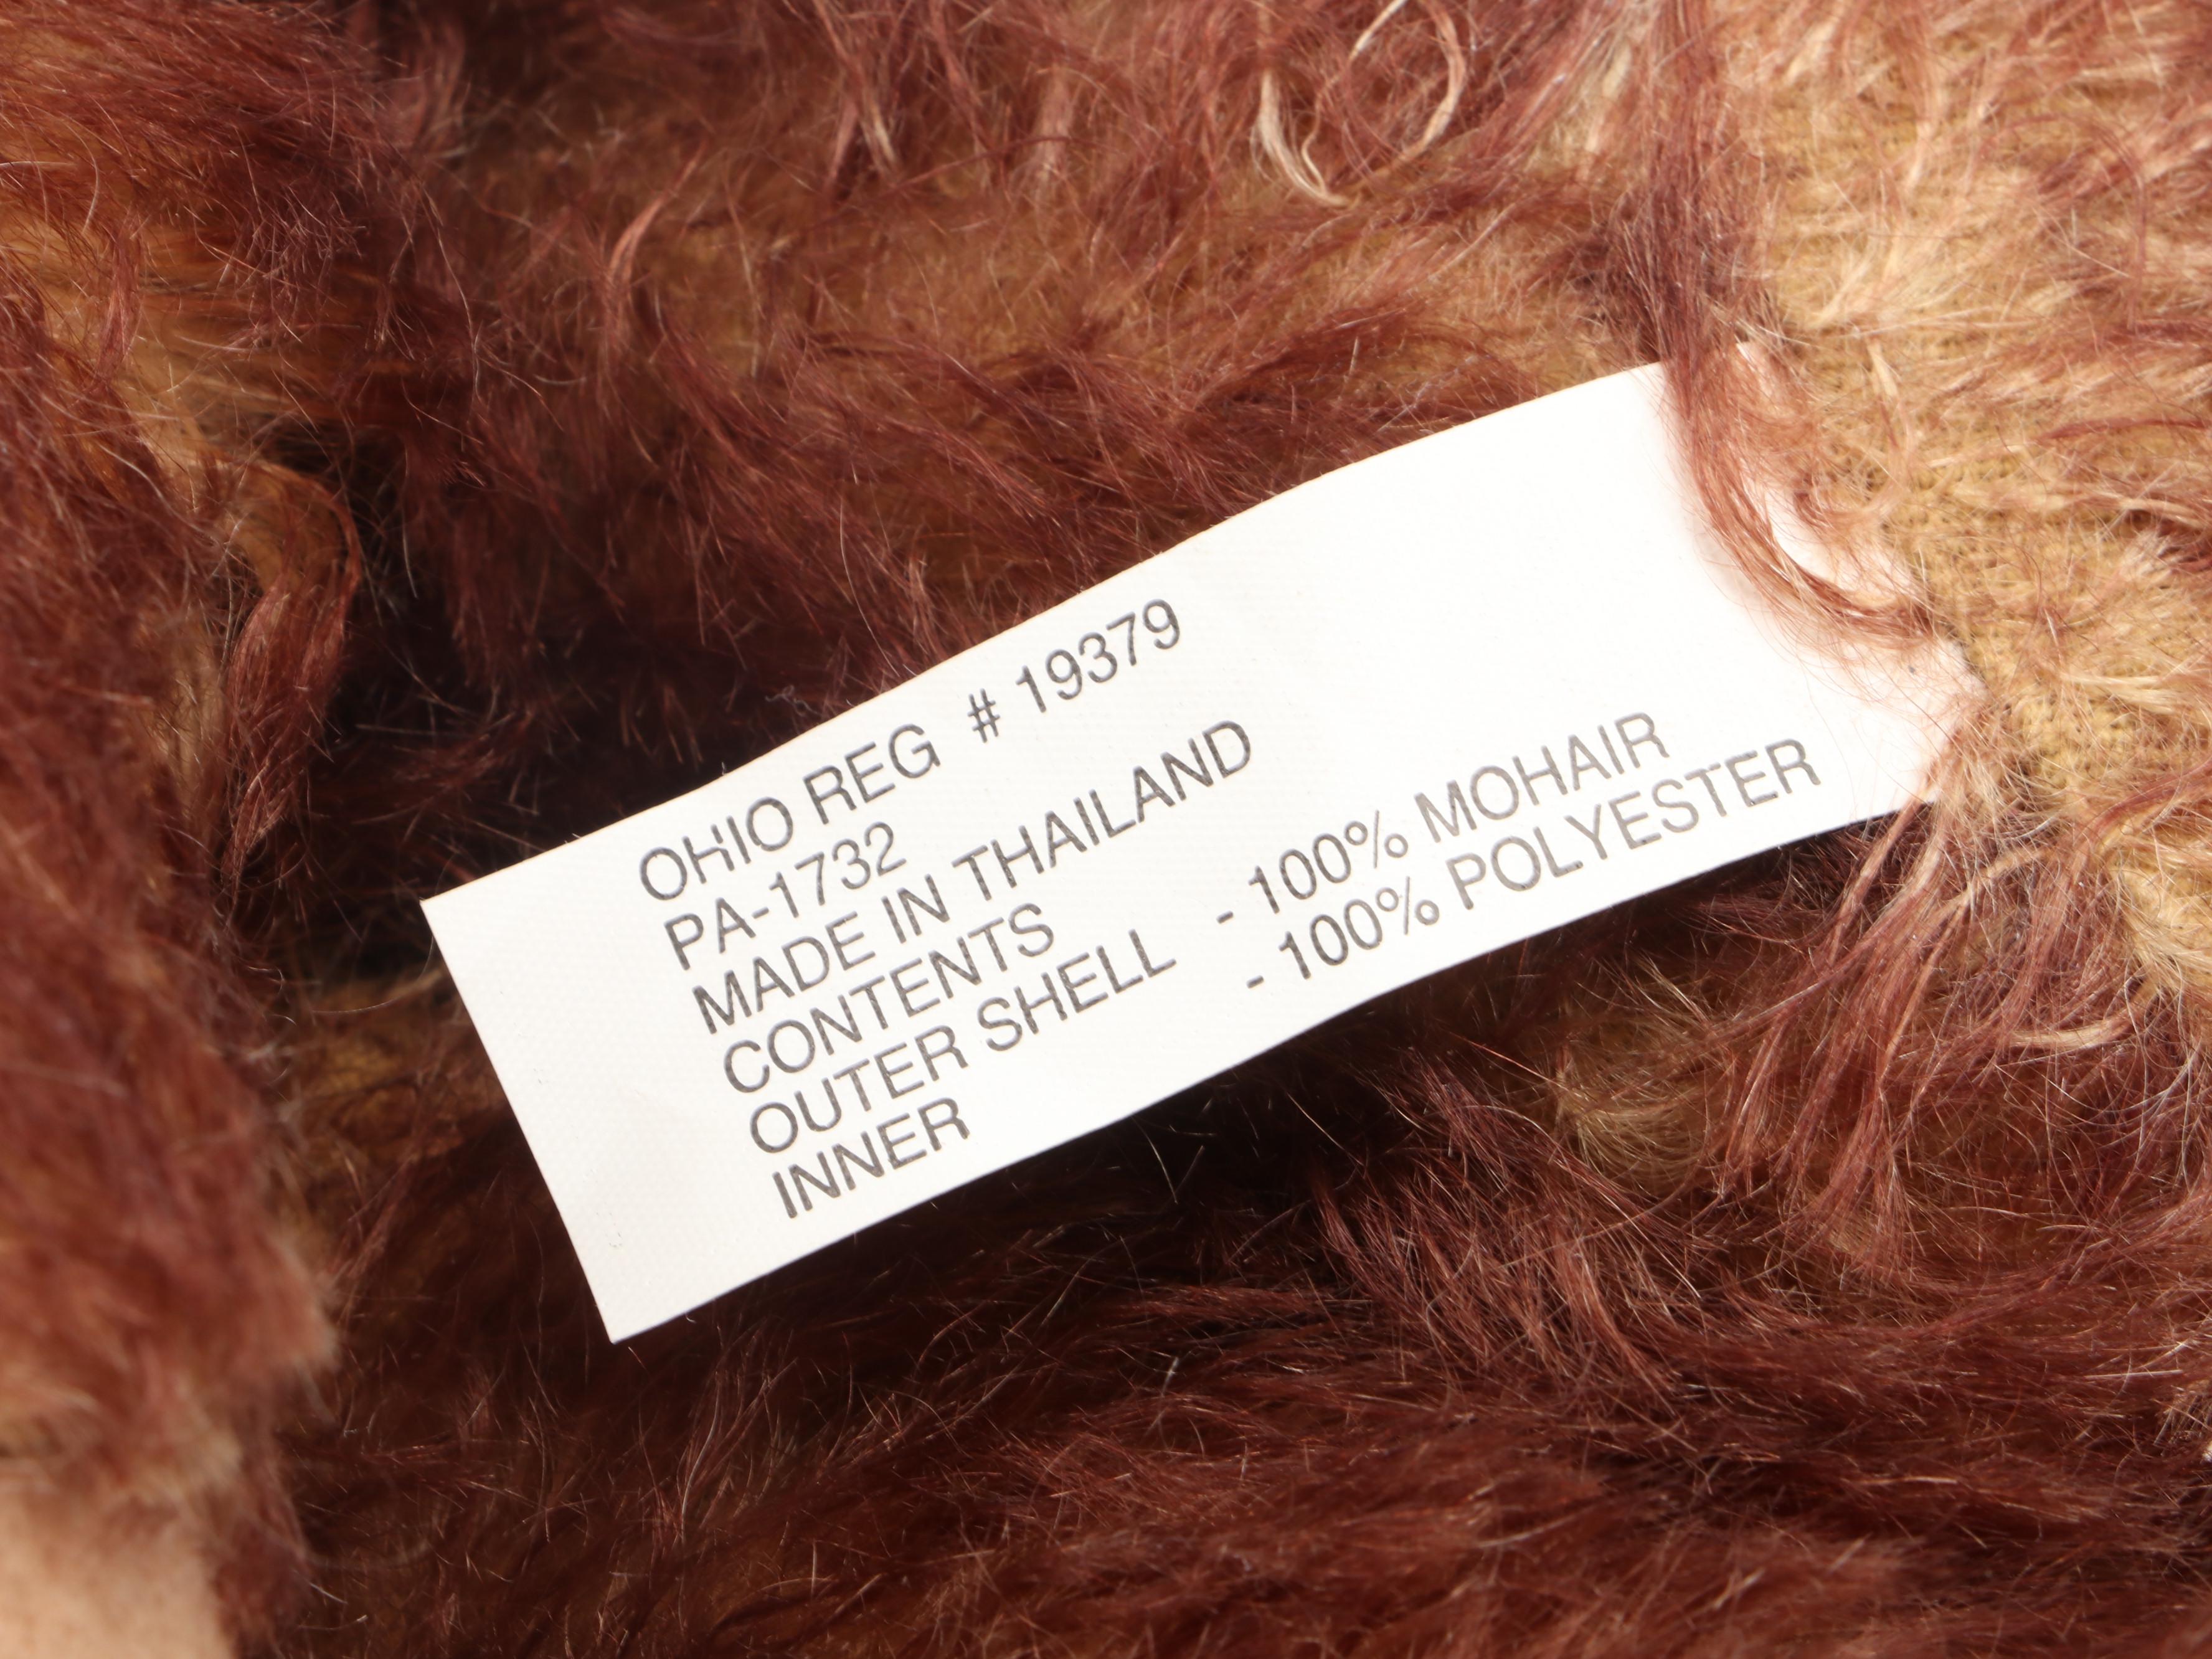 OHIO REG # 19379
PA-1732
MADE IN THAILAND
CONTENTS
OUTER SHELL - 100% MOHAIR
INNER - 100% POLYESTER